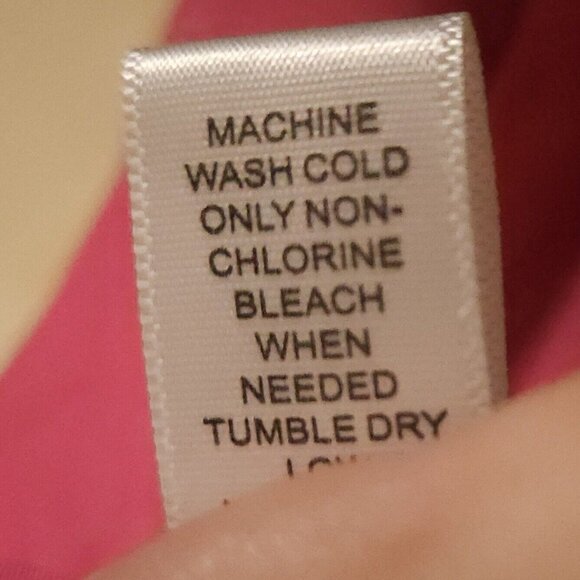 MACHINE
WASH COLD
ONLY NON-
CHLORINE
BLEACH
WHEN
NEEDED
TUMBLE DRY